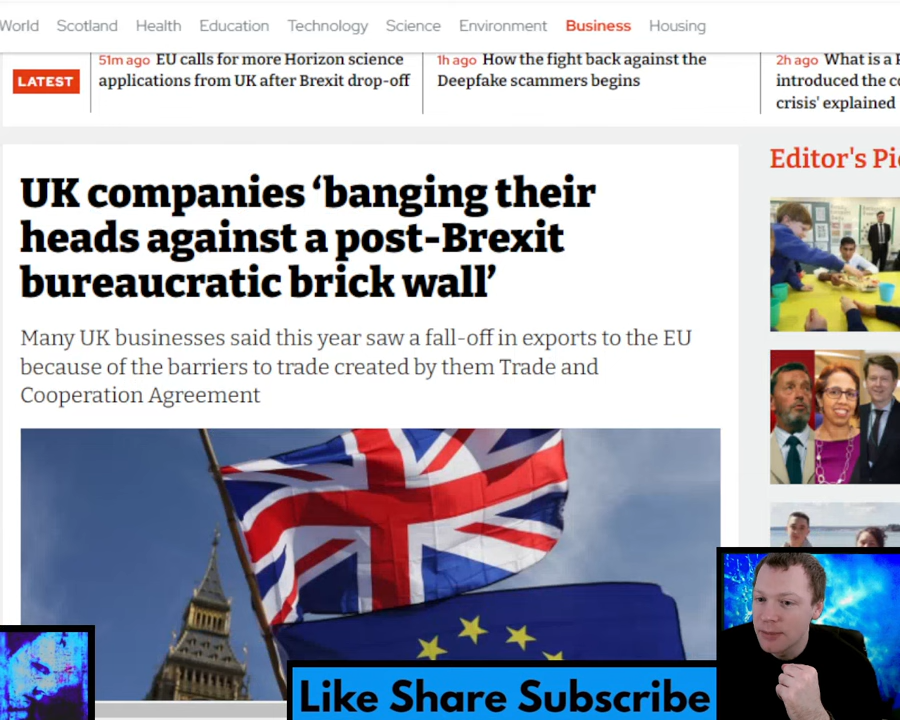 World Scotland Health Education Technology Science Environment Business Housing
LATEST
51m ago EU calls for more Horizon science
applications from UK after Brexit drop-off
1h ago How the fight back against the
Deepfake scammers begins
2h ago What is a
introduced the
crisis' explained
UK companies ‘banging their
heads against a post-Brexit
bureaucratic brick wall’
Many UK businesses said this year saw a fall-off in exports to the EU
because of the barriers to trade created by them Trade and
Cooperation Agreement
Editor's
Like Share Subscribe